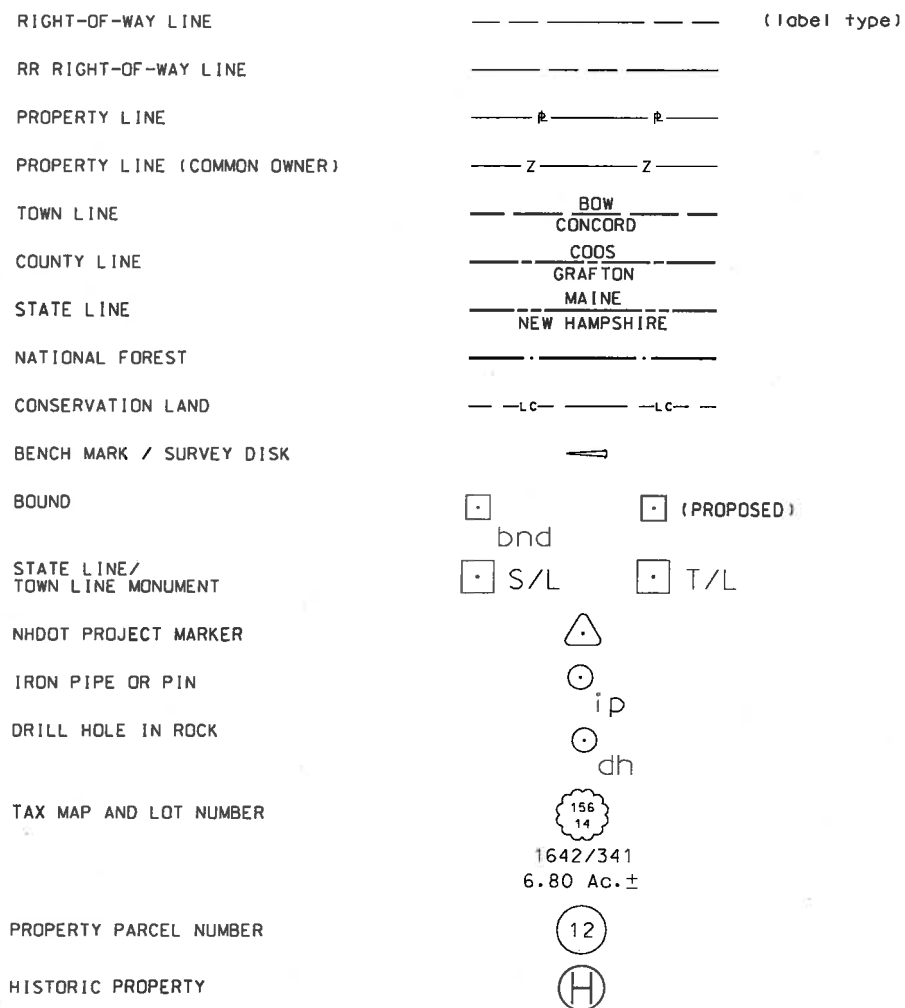 RIGHT-OF-WAY LINE (label type)
RR RIGHT-OF-WAY LINE
PROPERTY LINE ⅊ ⅊
PROPERTY LINE (COMMON OWNER) Z Z
TOWN LINE BOW
CONCORD
COUNTY LINE COOS
GRAFTON
STATE LINE MAINE
NEW HAMPSHIRE
NATIONAL FOREST
CONSERVATION LAND LC LC
BENCH MARK / SURVEY DISK
BOUND bnd (PROPOSED)
STATE LINE/
TOWN LINE MONUMENT S/L T/L
NHDOT PROJECT MARKER
IRON PIPE OR PIN ip
DRILL HOLE IN ROCK dh
TAX MAP AND LOT NUMBER 156
14
1642/341
6.80 Ac.±
PROPERTY PARCEL NUMBER 12
HISTORIC PROPERTY H